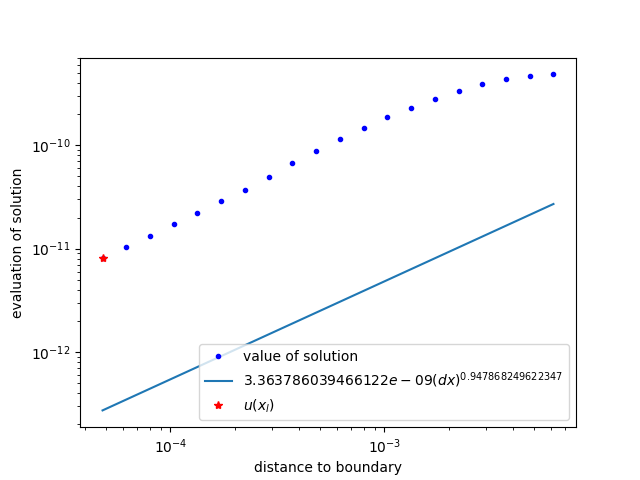 evaluation of solution
10⁻¹⁰
10⁻¹¹
10⁻¹²
value of solution
3.363786039466122e − 09(dx)^0.947868249622347
u(x_l)
10⁻⁴
10⁻³
distance to boundary